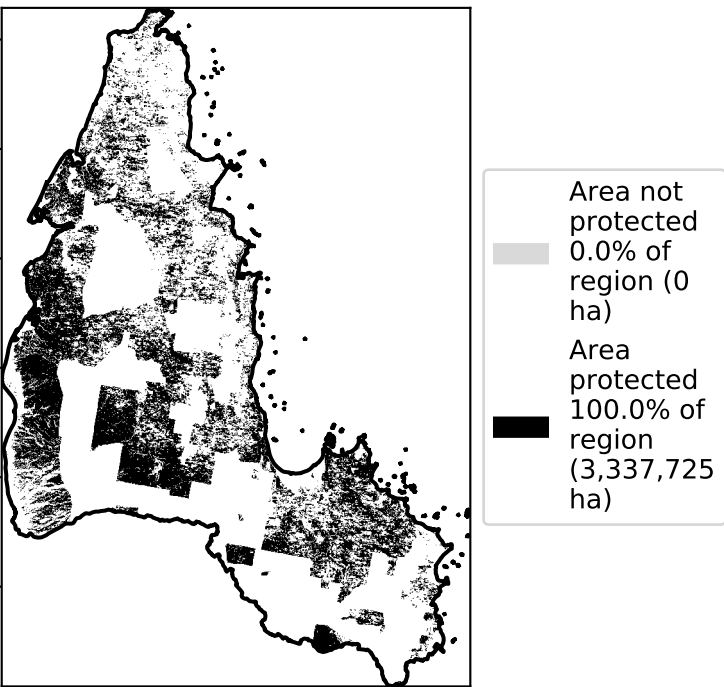 Area not
protected
0.0% of
region (0
ha)
Area
protected
100.0% of
region
(3,337,725
ha)